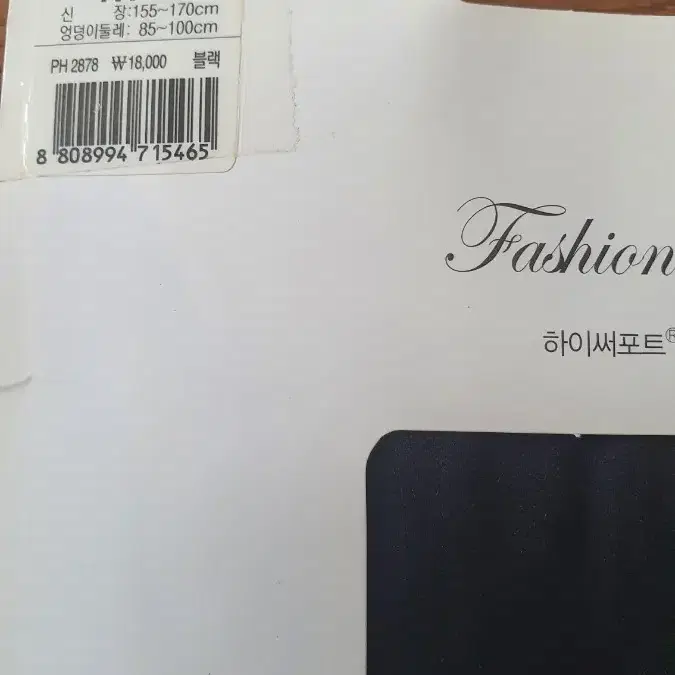 신 장:155~170cm
엉덩이둘레: 85~100cm
PH 2878 ₩18,000 블랙
8 808994 715465
Fashion
하이써포트®